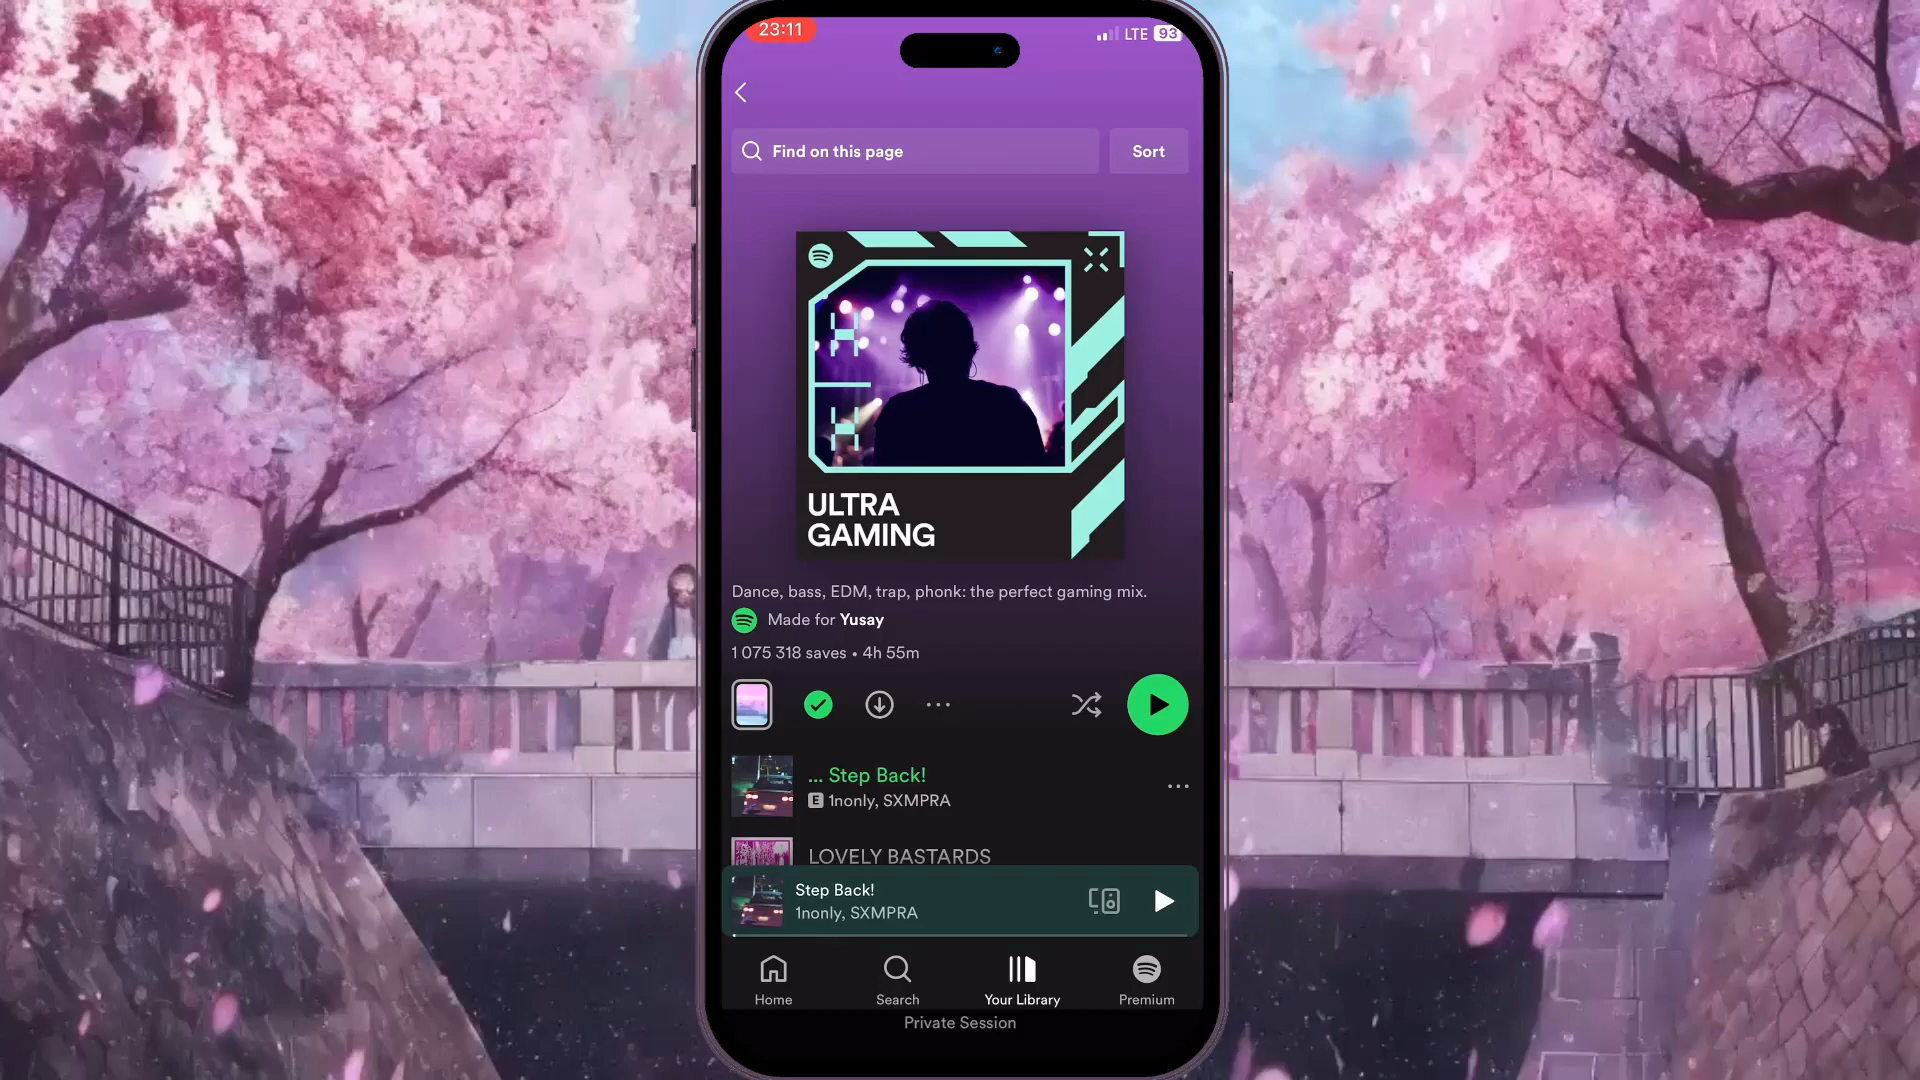 23:11
LTE 93
Find on this page
Sort
ULTRA
GAMING
Dance, bass, EDM, trap, phonk: the perfect gaming mix.
Made for Yusay
1 075 318 saves • 4h 55m
... Step Back!
E 1nonly, SXMPRA
LOVELY BASTARDS
Step Back!
1nonly, SXMPRA
Home
Search
Your Library
Premium
Private Session